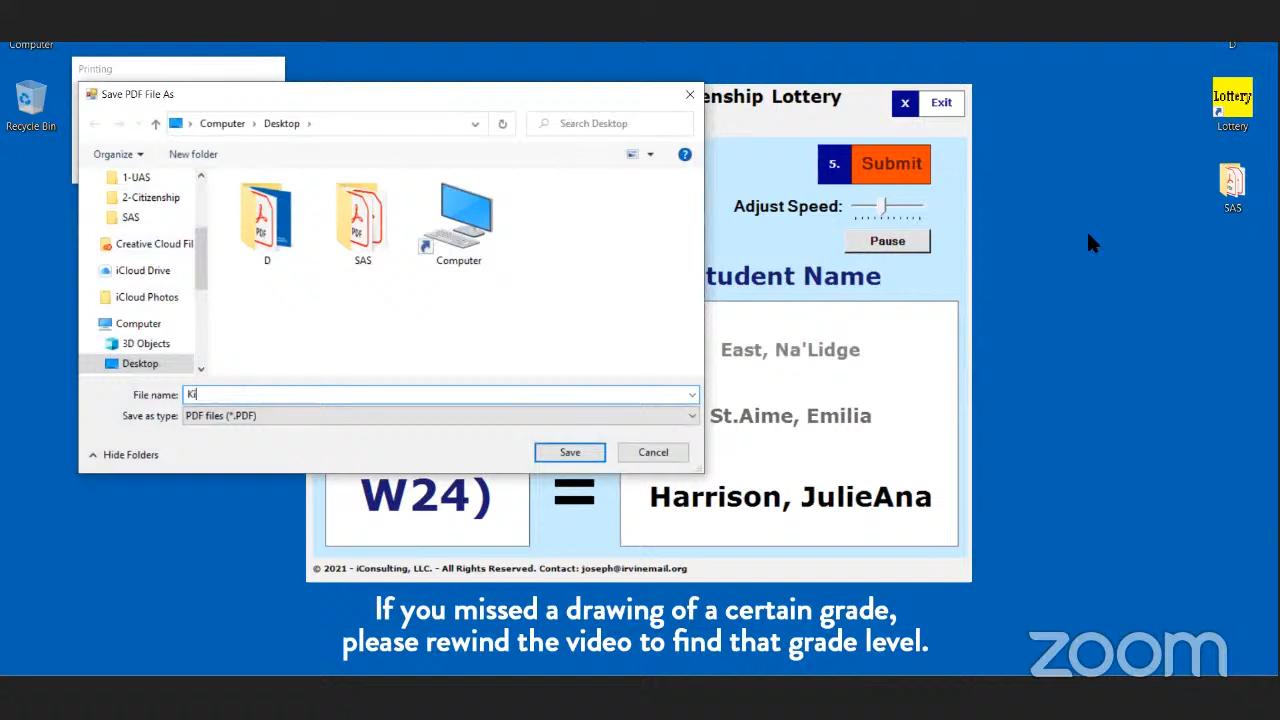 Computer
Recycle Bin
Printing
Save PDF File As
Computer
Desktop
Search Desktop
Organize
New folder
1-UAS
2-Citizenship
SAS
Creative Cloud Fil
iCloud Drive
iCloud Photos
Computer
3D Objects
Desktop
D
SAS
Computer
PDF
PDF
File name:
Ki
Save as type:
PDF files (*.PDF)
Hide Folders
Save
Cancel
enship Lottery
X
Exit
5.
Submit
Adjust Speed:
Pause
tudent Name
East, Na'Lidge
St.Aime, Emilia
W24)
=
Harrison, JulieAna
© 2021 - iConsulting, LLC. - All Rights Reserved. Contact: joseph@irvinemail.org
D
Lottery
Lottery
SAS
If you missed a drawing of a certain grade,
please rewind the video to find that grade level.
zoom